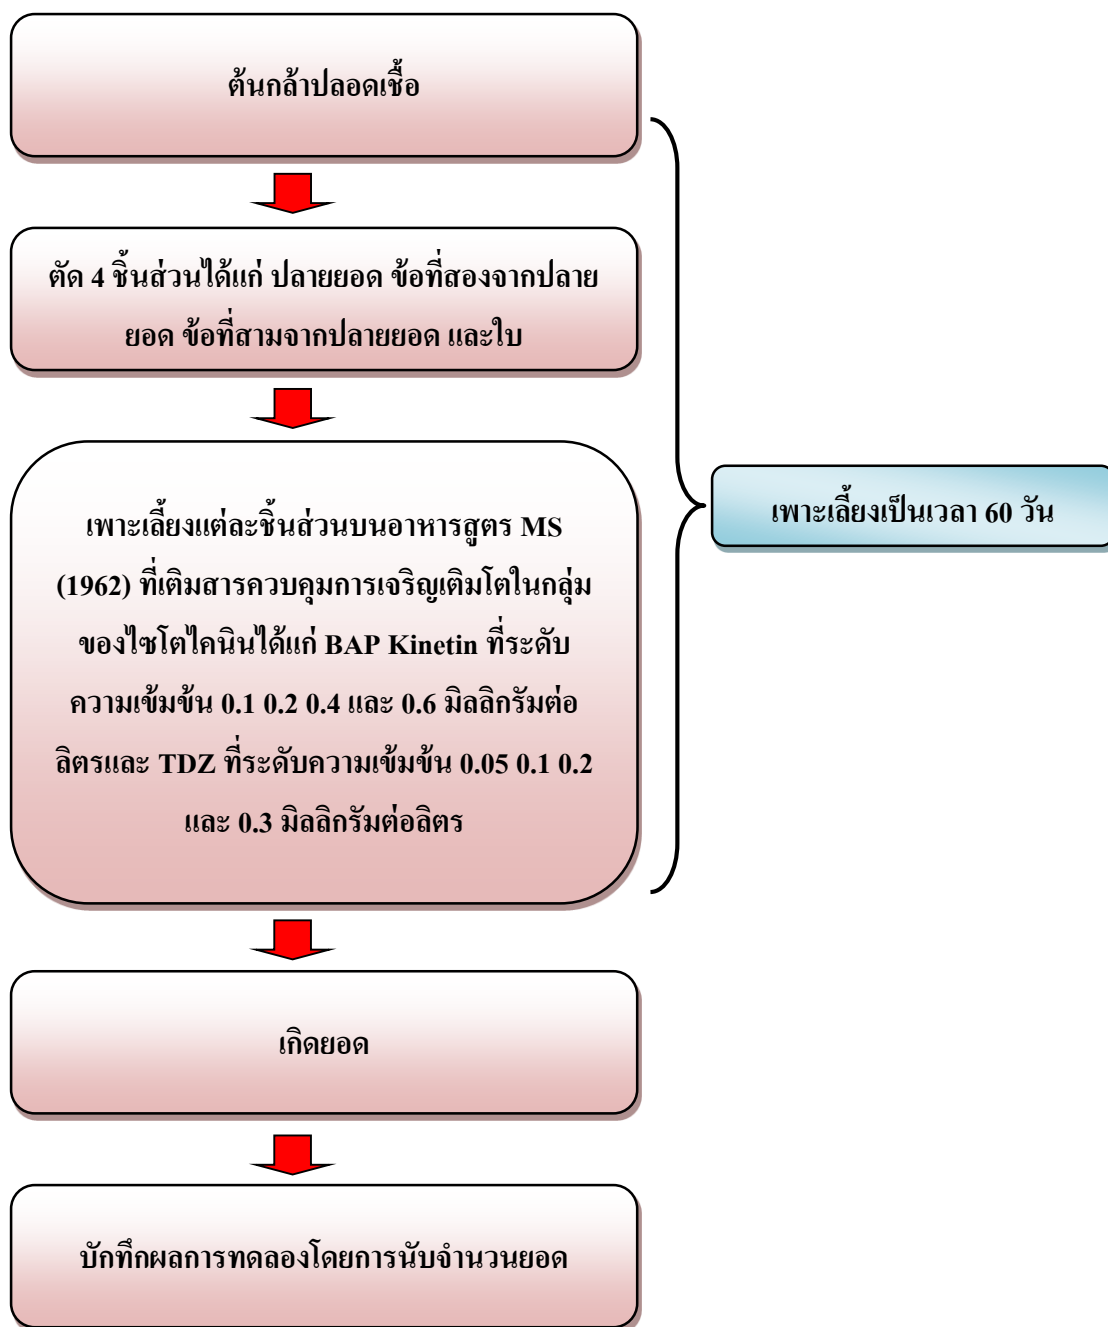 ต้นกล้าปลอดเชื้อ
ตัด 4 ชิ้นส่วนได้แก่ ปลายยอด ข้อที่สองจากปลาย
ยอด ข้อที่สามจากปลายยอด และใบ
เพาะเลี้ยงแต่ละชิ้นส่วนบนอาหารสูตร MS
(1962) ที่เติมสารควบคุมการเจริญเติมโตในกลุ่ม
ของไซโตไคนินได้แก่ BAP Kinetin ที่ระดับ
ความเข้มข้น 0.1 0.2 0.4 และ 0.6 มิลลิกรัมต่อ
ลิตรและ TDZ ที่ระดับความเข้มข้น 0.05 0.1 0.2
และ 0.3 มิลลิกรัมต่อลิตร
เพาะเลี้ยงเป็นเวลา 60 วัน
เกิดยอด
บักทึกผลการทดลองโดยการนับจำนวนยอด